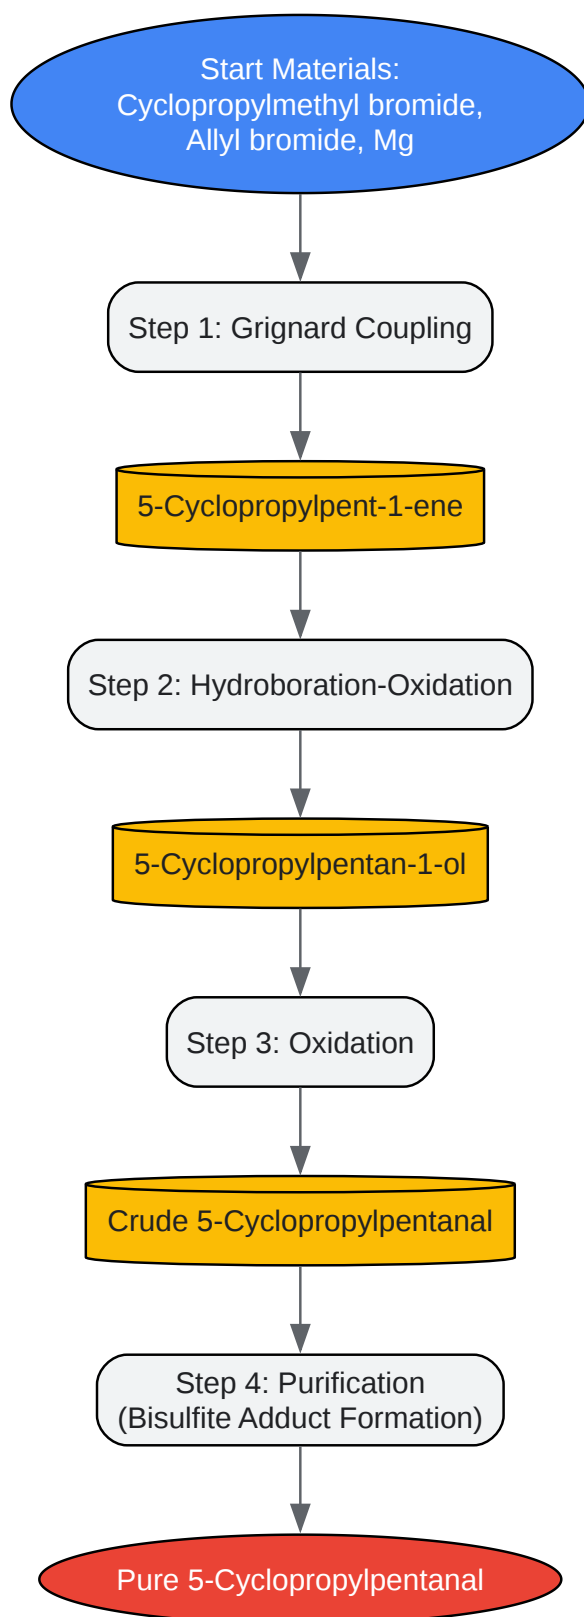 Start Materials:
Cyclopropylmethyl bromide,
Allyl bromide, Mg
Step 1: Grignard Coupling
5-Cyclopropylpent-1-ene
Step 2: Hydroboration-Oxidation
5-Cyclopropylpentan-1-ol
Step 3: Oxidation
Crude 5-Cyclopropylpentanal
Step 4: Purification
(Bisulfite Adduct Formation)
Pure 5-Cyclopropylpentanal